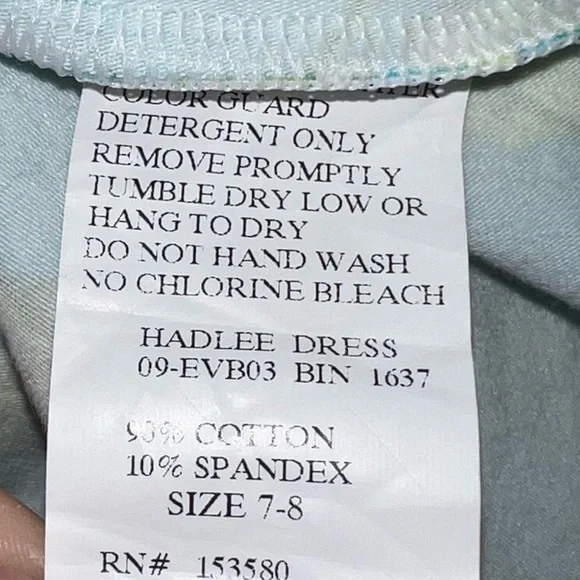 COLOR GUARD
DETERGENT ONLY
REMOVE PROMPTLY
TUMBLE DRY LOW OR
HANG TO DRY
DO NOT HAND WASH
NO CHLORINE BLEACH
HADLEE DRESS
09-EVB03 BIN 1637
90% COTTON
10% SPANDEX
SIZE 7-8
RN# 153580